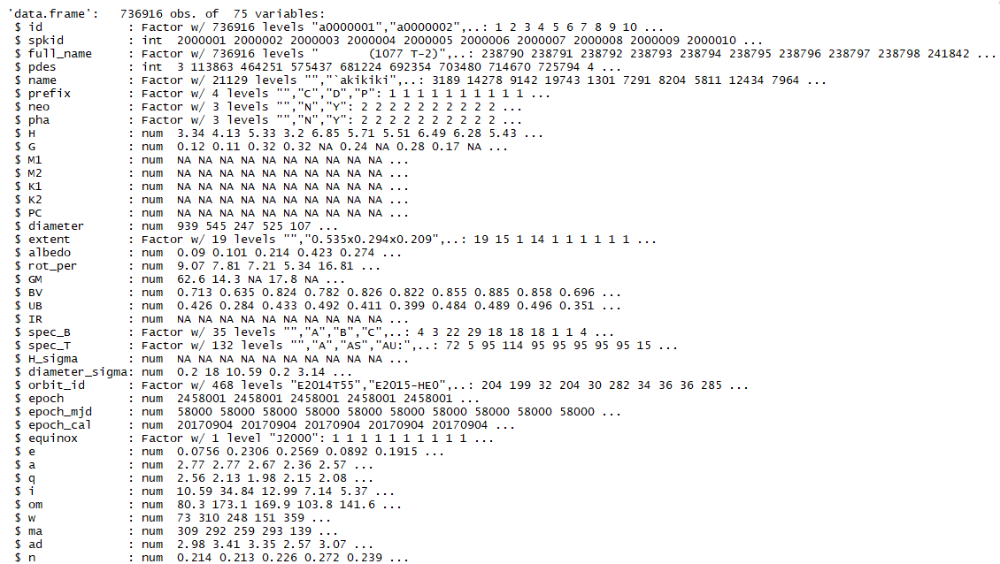 'data.frame':   736916 obs. of  75 variables:
 $ id            : Factor w/ 736916 levels "a0000001","a0000002",..: 1 2 3 4 5 6 7 8 9 10 ...
 $ spkid         : int  2000001 2000002 2000003 2000004 2000005 2000006 2000007 2000008 2000009 2000010 ...
 $ full_name     : Factor w/ 736916 levels "       (1077 T-2)",..: 238790 238791 238792 238793 238794 238795 238796 238797 238798 241842 ...
 $ pdes          : int  3 113863 464251 575437 681224 692354 703480 714670 725794 4 ...
 $ name          : Factor w/ 21129 levels "","`akikiki",..: 3189 14278 9142 19743 1301 7291 8204 5811 12434 7964 ...
 $ prefix        : Factor w/ 4 levels "","C","D","P": 1 1 1 1 1 1 1 1 1 1 ...
 $ neo           : Factor w/ 3 levels "","N","Y": 2 2 2 2 2 2 2 2 2 2 ...
 $ pha           : Factor w/ 3 levels "","N","Y": 2 2 2 2 2 2 2 2 2 2 ...
 $ H             : num  3.34 4.13 5.33 3.2 6.85 5.71 5.51 6.49 6.28 5.43 ...
 $ G             : num  0.12 0.11 0.32 0.32 NA 0.24 NA 0.28 0.17 NA ...
 $ M1            : num  NA NA NA NA NA NA NA NA NA NA ...
 $ M2            : num  NA NA NA NA NA NA NA NA NA NA ...
 $ K1            : num  NA NA NA NA NA NA NA NA NA NA ...
 $ K2            : num  NA NA NA NA NA NA NA NA NA NA ...
 $ PC            : num  NA NA NA NA NA NA NA NA NA NA ...
 $ diameter      : num  939 545 247 525 107 ...
 $ extent        : Factor w/ 19 levels "","0.535x0.294x0.209",..: 19 15 1 14 1 1 1 1 1 1 ...
 $ albedo        : num  0.09 0.101 0.214 0.423 0.274 ...
 $ rot_per       : num  9.07 7.81 7.21 5.34 16.81 ...
 $ GM            : num  62.6 14.3 NA 17.8 NA ...
 $ BV            : num  0.713 0.635 0.824 0.782 0.826 0.822 0.855 0.885 0.858 0.696 ...
 $ UB            : num  0.426 0.284 0.433 0.492 0.411 0.399 0.484 0.489 0.496 0.351 ...
 $ IR            : num  NA NA NA NA NA NA NA NA NA NA ...
 $ spec_B        : Factor w/ 35 levels "","A","B","C",..: 4 3 22 29 18 18 18 1 1 4 ...
 $ spec_T        : Factor w/ 132 levels "","A","AS","AU:",..: 72 5 95 114 95 95 95 95 95 15 ...
 $ H_sigma       : num  NA NA NA NA NA NA NA NA NA NA ...
 $ diameter_sigma: num  0.2 18 10.59 0.2 3.14 ...
 $ orbit_id      : Factor w/ 468 levels "E2014T55","E2015-HE0",..: 204 199 32 204 30 282 34 36 36 285 ...
 $ epoch         : num  2458001 2458001 2458001 2458001 2458001 ...
 $ epoch_mjd     : num  58000 58000 58000 58000 58000 58000 58000 58000 58000 58000 ...
 $ epoch_cal     : num  20170904 20170904 20170904 20170904 20170904 ...
 $ equinox       : Factor w/ 1 level "J2000": 1 1 1 1 1 1 1 1 1 1 ...
 $ e             : num  0.0756 0.2306 0.2569 0.0892 0.1915 ...
 $ a             : num  2.77 2.77 2.67 2.36 2.57 ...
 $ q             : num  2.56 2.13 1.98 2.15 2.08 ...
 $ i             : num  10.59 34.84 12.99 7.14 5.37 ...
 $ om            : num  80.3 173.1 169.9 103.8 141.6 ...
 $ w             : num  73 310 248 151 359 ...
 $ ma            : num  309 292 259 293 139 ...
 $ ad            : num  2.98 3.41 3.35 2.57 3.07 ...
 $ n             : num  0.214 0.213 0.226 0.272 0.239 ...